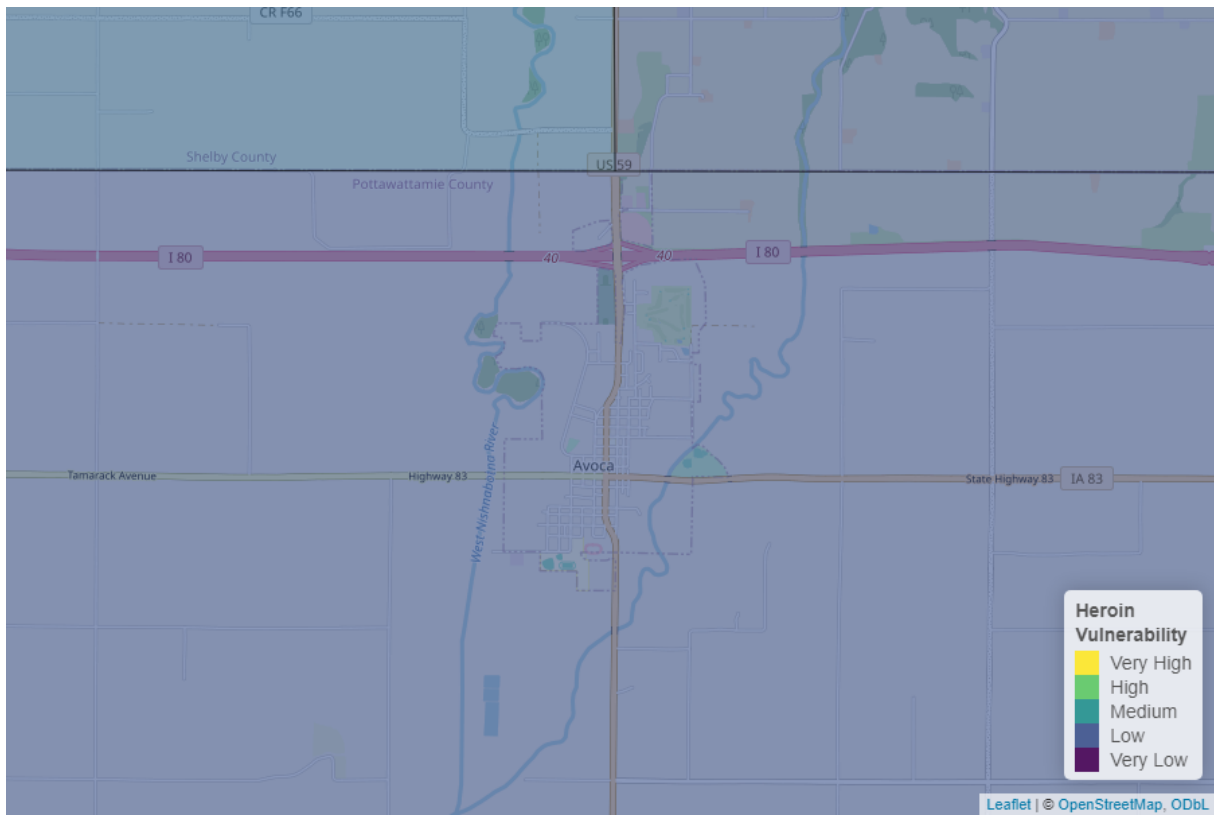 CR F66
Shelby County
US 59
Pottawattamie County
I 80
40
40
I 80
Avoca
Tamarack Avenue
Highway 83
State Highway 83
IA 83
West Nishnabotna River
Heroin
Vulnerability
Very High
High
Medium
Low
Very Low
Leaflet | © OpenStreetMap, ODbL